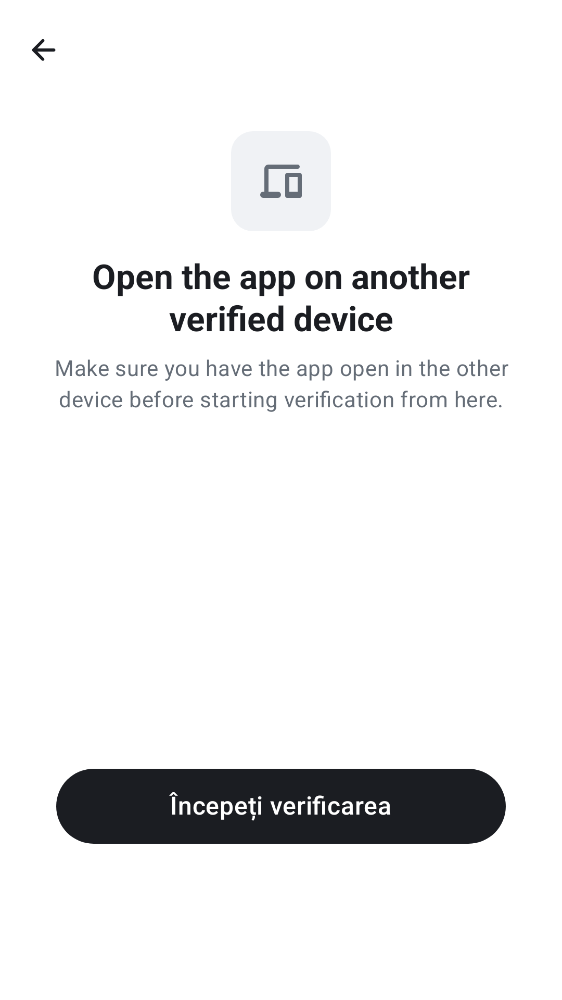 Open the app on another
verified device
Make sure you have the app open in the other
device before starting verification from here.
Începeți verificarea